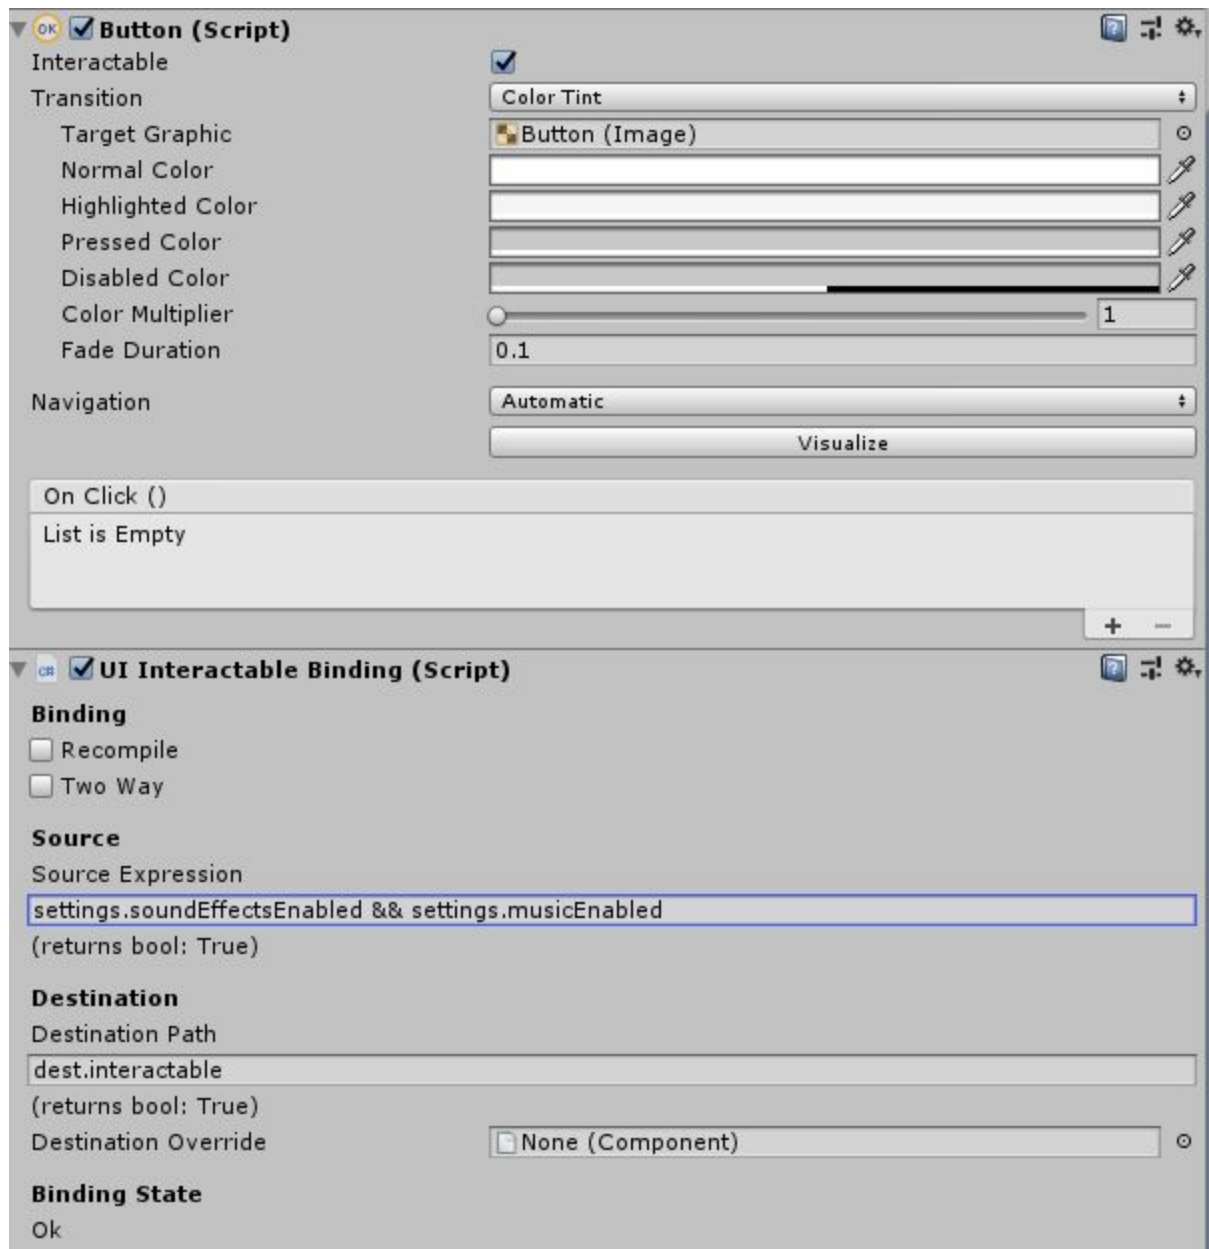 OK Button (Script)
Interactable
Transition Color Tint
Target Graphic Button (Image)
Normal Color
Highlighted Color
Pressed Color
Disabled Color
Color Multiplier 1
Fade Duration 0.1
Navigation Automatic
Visualize
On Click ()
List is Empty
+ −
C# UI Interactable Binding (Script)
Binding
Recompile
Two Way
Source
Source Expression
settings.soundEffectsEnabled && settings.musicEnabled
(returns bool: True)
Destination
Destination Path
dest.interactable
(returns bool: True)
Destination Override None (Component)
Binding State
Ok